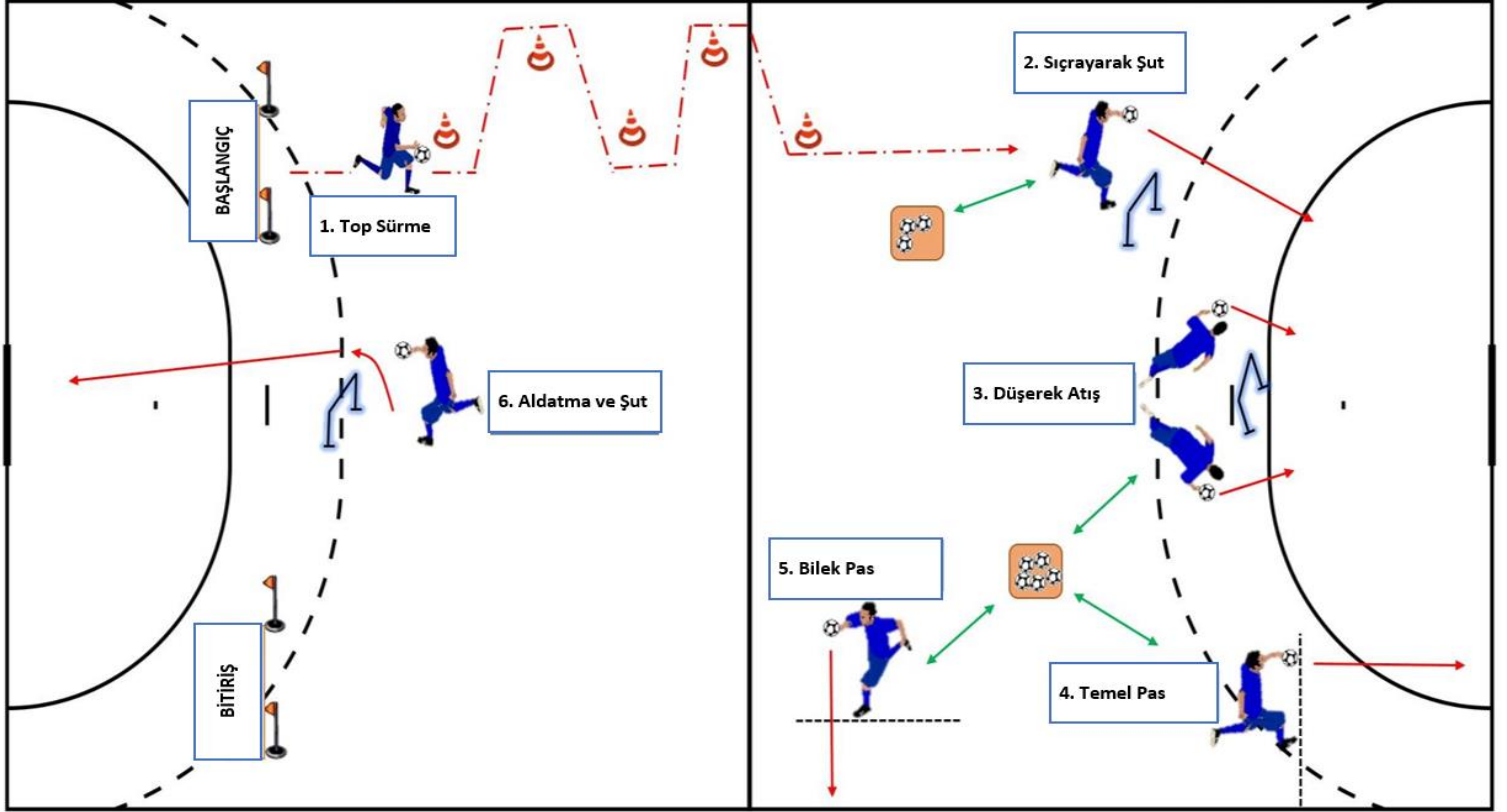 BAŞLANGIÇ
1. Top Sürme
2. Sıçrayarak Şut
3. Düşerek Atış
4. Temel Pas
5. Bilek Pas
6. Aldatma ve Şut
BİTİRİŞ